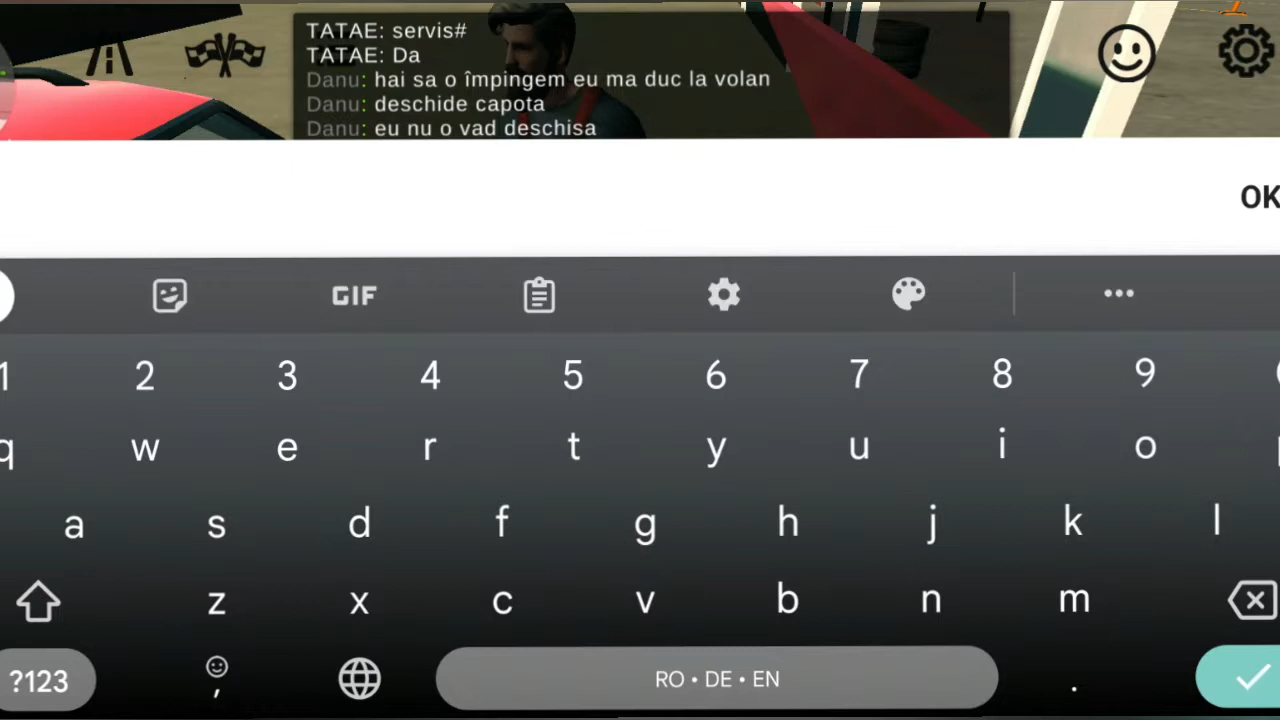 TATAE: servis#
TATAE: Da
Danu: hai sa o împingem eu ma duc la volan
Danu: deschide capota
Danu: eu nu o vad deschisa
OK
GIF
1 2 3 4 5 6 7 8 9
q w e r t y u i o
a s d f g h j k l
z x c v b n m
?123 , RO • DE • EN .